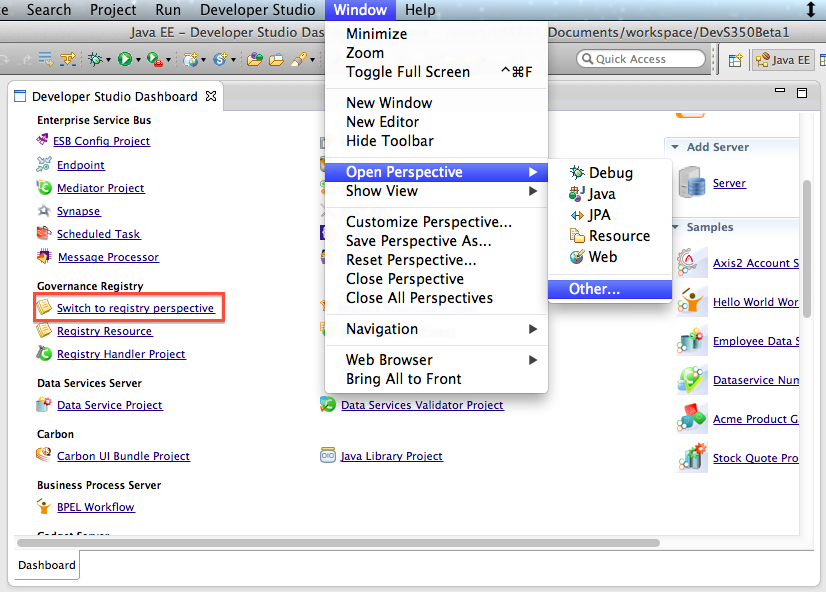 Search Project Run Developer Studio Window Help
Java EE – Developer Studio Das
Documents/workspace/DevS350Beta1
Quick Access
Java EE
Developer Studio Dashboard
Minimize
Zoom
Toggle Full Screen ^⌘F
New Window
New Editor
Hide Toolbar
Open Perspective
Show View
Customize Perspective...
Save Perspective As...
Reset Perspective...
Close Perspective
Close All Perspectives
Navigation
Web Browser
Bring All to Front
Debug
Java
JPA
Resource
Web
Other...
Enterprise Service Bus
ESB Config Project
Endpoint
Mediator Project
Synapse
Scheduled Task
Message Processor
Governance Registry
Switch to registry perspective
Registry Resource
Registry Handler Project
Data Services Server
Data Service Project
Data Services Validator Project
Carbon
Carbon UI Bundle Project
Java Library Project
Business Process Server
BPEL Workflow
Add Server
Server
Samples
Axis2 Account S
Hello World Wor
Employee Data S
Dataservice Num
Acme Product G
Stock Quote Pro
Dashboard